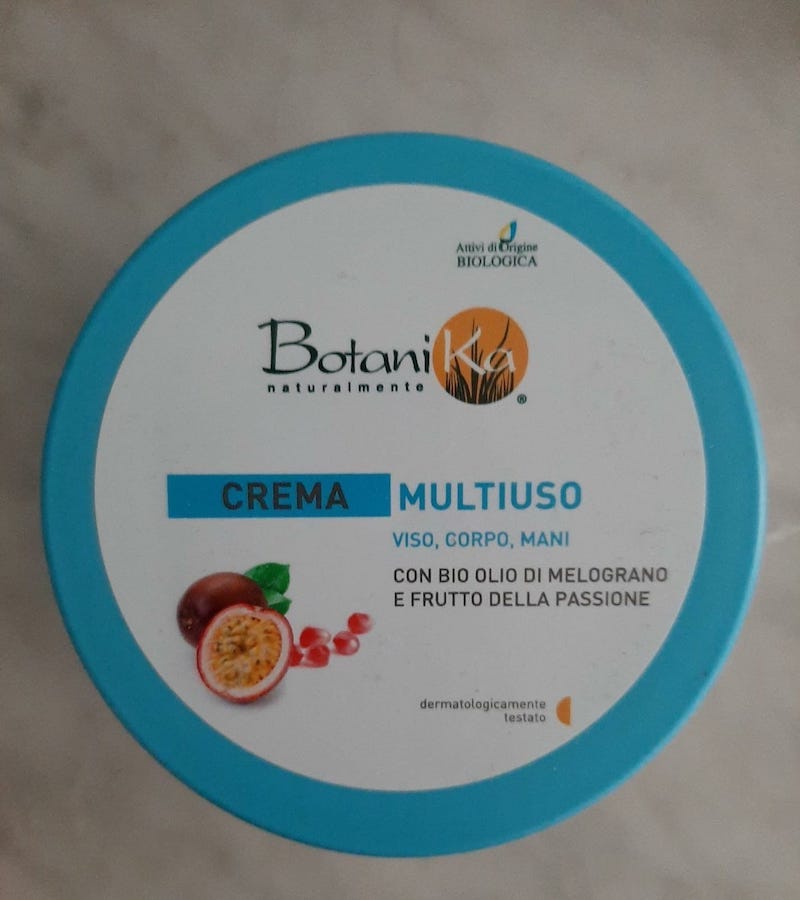 Attivi di Origine
BIOLOGICA
BotaniKa
naturalmente
®
CREMA MULTIUSO
VISO, CORPO, MANI
CON BIO OLIO DI MELOGRANO
E FRUTTO DELLA PASSIONE
dermatologicamente
testato